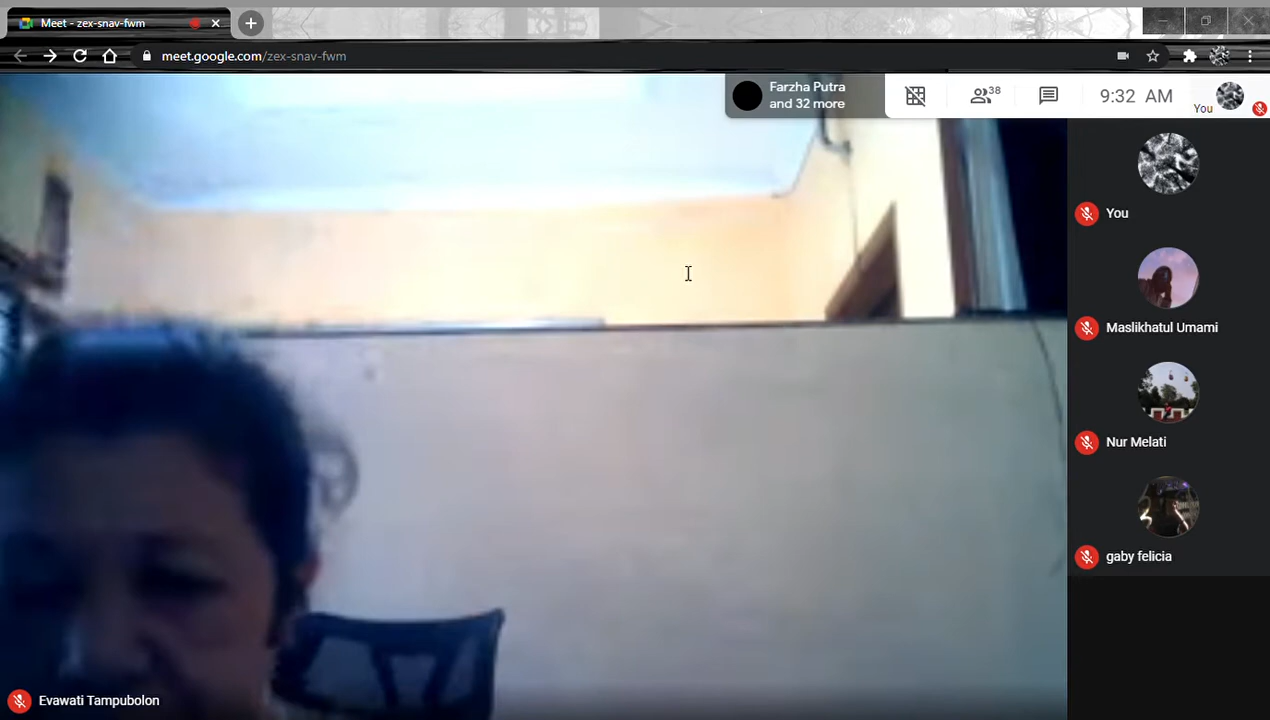 Meet - zex-snav-fwm
meet.google.com/zex-snav-fwm
Farzha Putra
and 32 more
38
9:32 AM
You
You
Maslikhatul Umami
Nur Melati
gaby felicia
Evawati Tampubolon